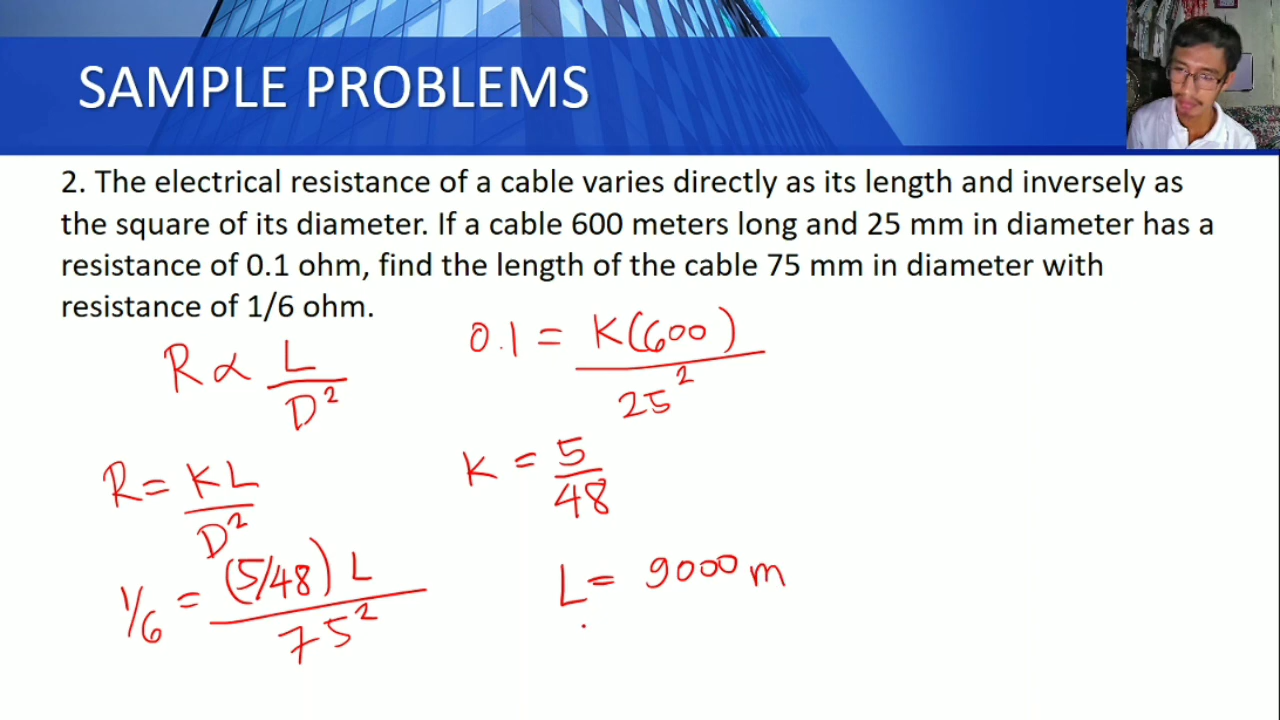 SAMPLE PROBLEMS
2. The electrical resistance of a cable varies directly as its length and inversely as
the square of its diameter. If a cable 600 meters long and 25 mm in diameter has a
resistance of 0.1 ohm, find the length of the cable 75 mm in diameter with
resistance of 1/6 ohm.
R ∝ L / D²
0.1 = K(600) / 25²
R = KL / D²
K = 5/48
1/6 = (5/48) L / 75²
L = 9000 m